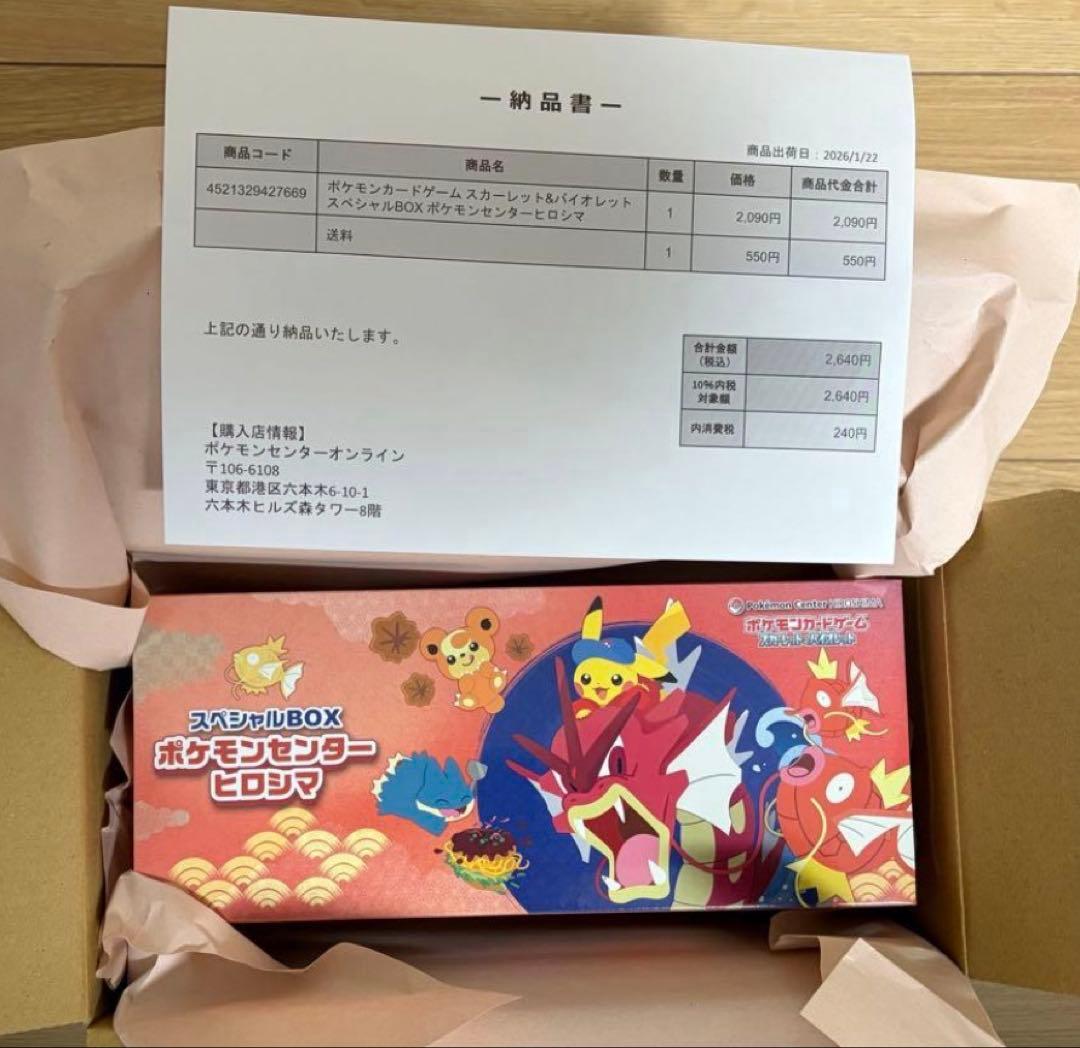 ー納品書ー
商品出荷日：2026/1/22
商品コード 商品名 数量 価格 商品代金合計
4521329427669 ポケモンカードゲーム スカーレット&バイオレット
スペシャルBOX ポケモンセンターヒロシマ 1 2,090円 2,090円
送料 1 550円 550円
上記の通り納品いたします。
合計金額
（税込） 2,640円
10%内税
対象額 2,640円
内消費税 240円
【購入店情報】
ポケモンセンターオンライン
〒106-6108
東京都港区六本木6-10-1
六本木ヒルズ森タワー8階
Pokémon Center HIROSHIMA
ポケモンカードゲーム
スカーレット&バイオレット
スペシャルBOX
ポケモンセンター
ヒロシマ